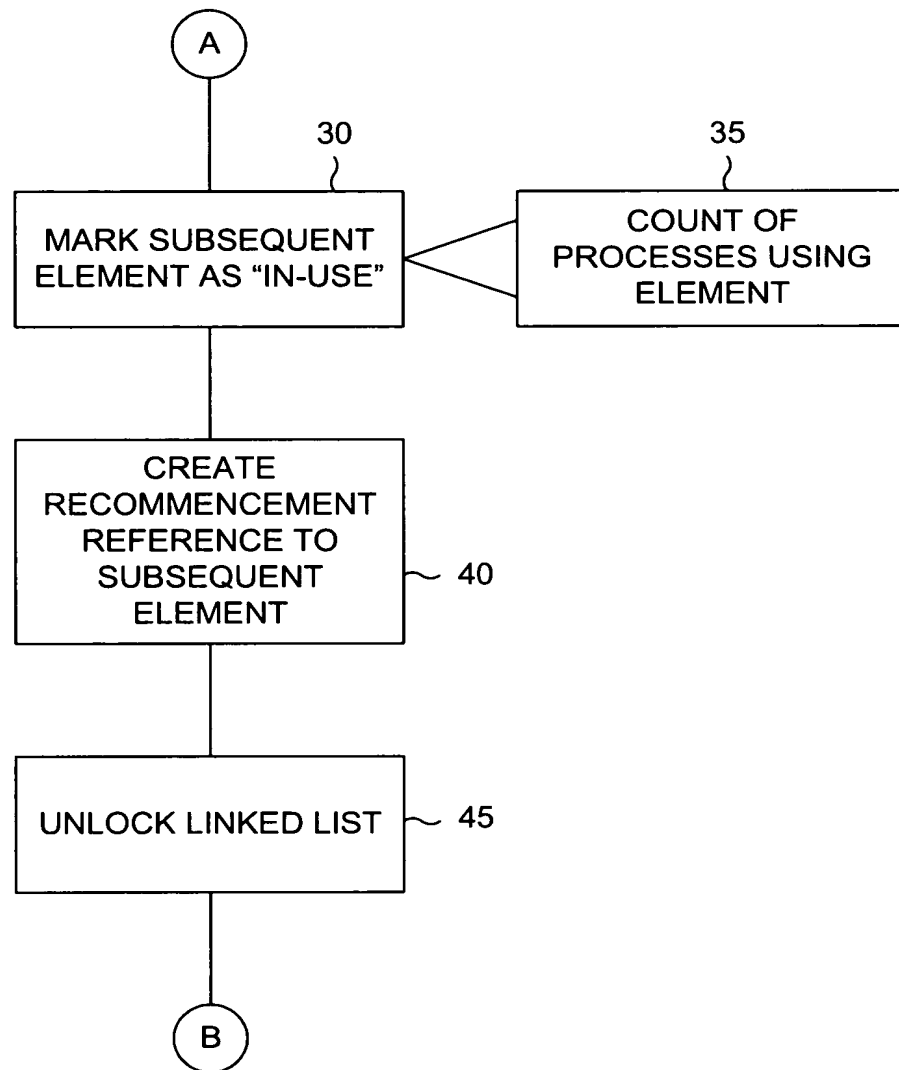 A
30
35
MARK SUBSEQUENT
ELEMENT AS “IN-USE”
COUNT OF
PROCESSES USING
ELEMENT
CREATE
RECOMMENCEMENT
REFERENCE TO
SUBSEQUENT
ELEMENT
40
UNLOCK LINKED LIST
45
B